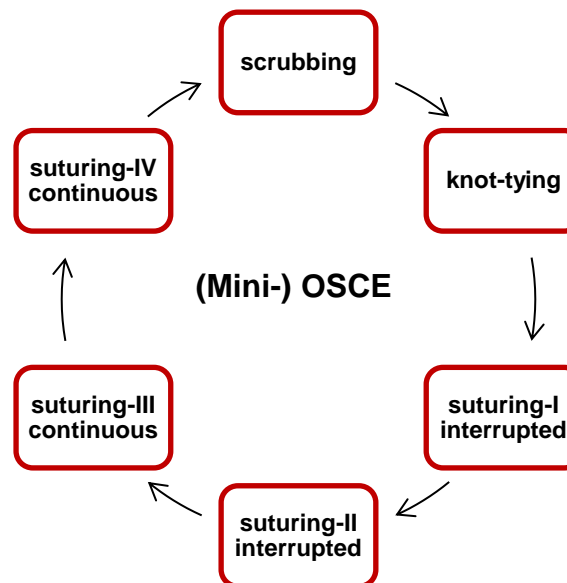 scrubbing
knot-tying
suturing-I
interrupted
suturing-II
interrupted
suturing-III
continuous
suturing-IV
continuous
(Mini-) OSCE